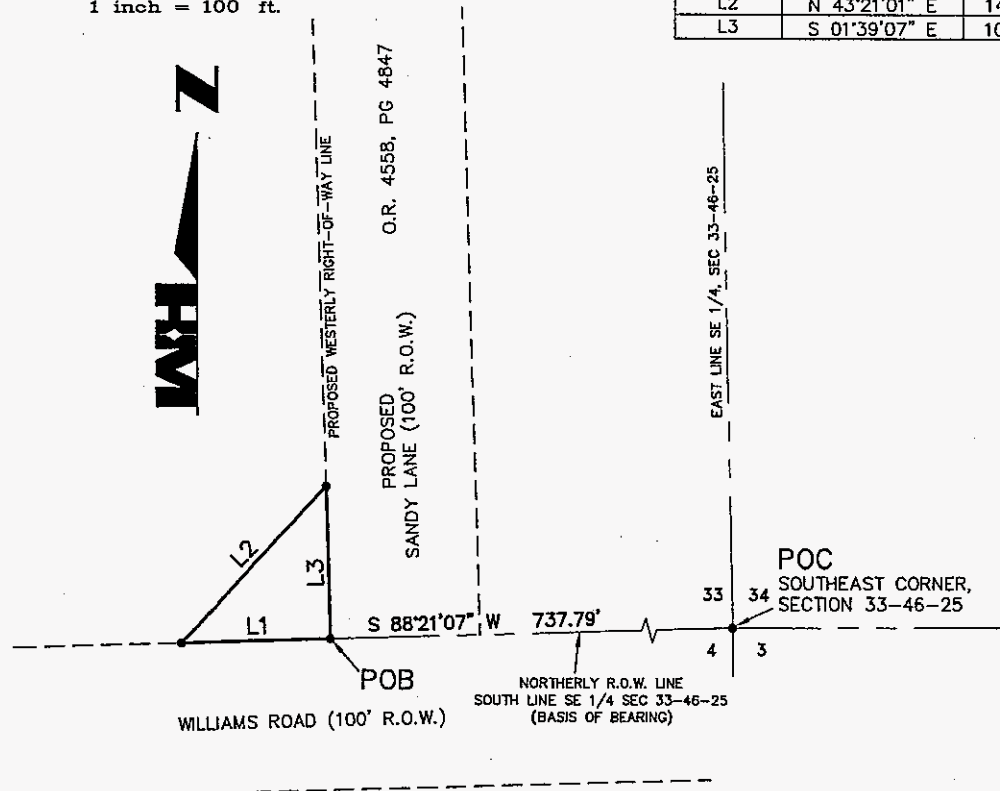 1 inch = 100 ft.
L2 N 43°21'01" E 14
L3 S 01°39'07" E 10
N
HM
PROPOSED WESTERLY RIGHT-OF-WAY LINE
O.R. 4558, PG 4847
PROPOSED
SANDY LANE (100' R.O.W.)
EAST LINE SE 1/4, SEC 33-46-25
L2
L3
L1
S 88°21'07" W 737.79'
POC
SOUTHEAST CORNER,
SECTION 33-46-25
33 34
4 3
POB
NORTHERLY R.O.W. LINE
SOUTH LINE SE 1/4 SEC 33-46-25
(BASIS OF BEARING)
WILLIAMS ROAD (100' R.O.W.)